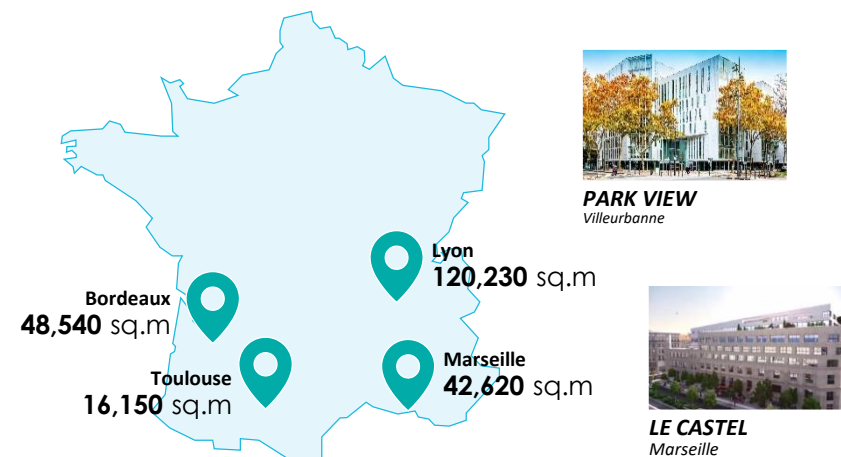 PARK VIEW
Villeurbanne
Lyon
120,230 sq.m
Bordeaux
48,540 sq.m
Toulouse
16,150 sq.m
Marseille
42,620 sq.m
LE CASTEL
Marseille